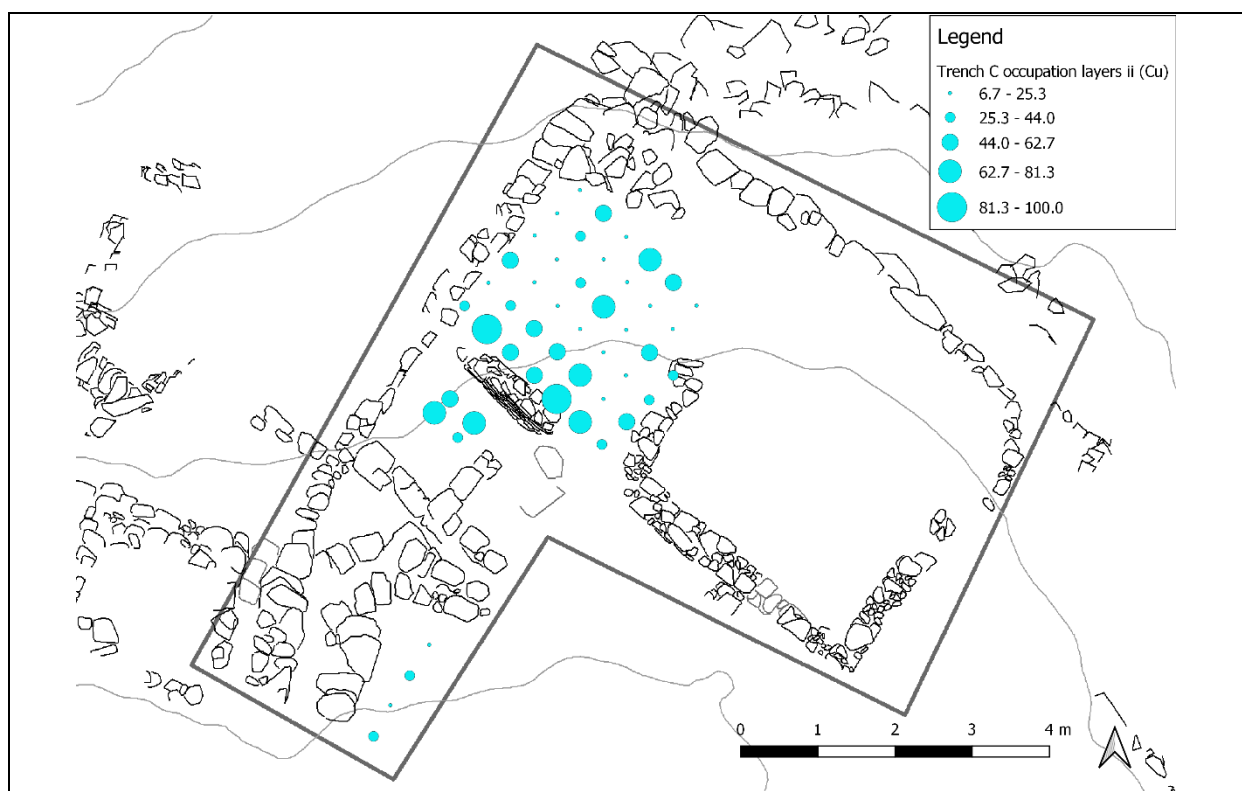 Legend
Trench C occupation layers ii (Cu)
6.7 - 25.3
25.3 - 44.0
44.0 - 62.7
62.7 - 81.3
81.3 - 100.0
0 1 2 3 4 m